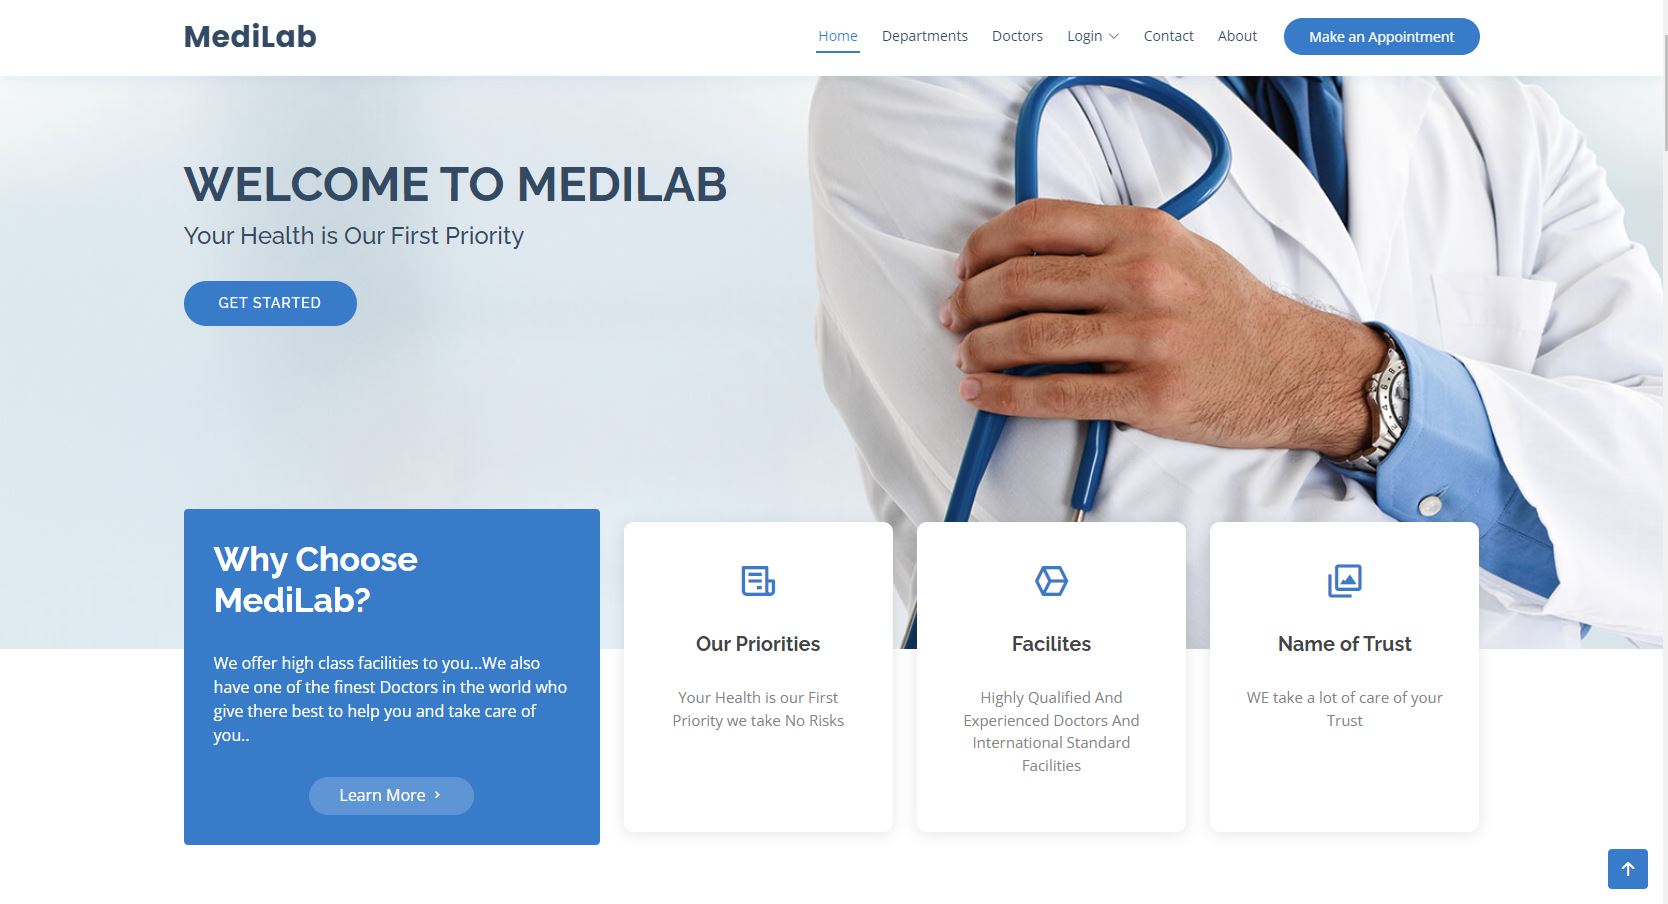 MediLab
Home
Departments
Doctors
Login
Contact
About
Make an Appointment
WELCOME TO MEDILAB
Your Health is Our First Priority
GET STARTED
Why Choose
MediLab?
We offer high class facilities to you...We also
have one of the finest Doctors in the world who
give there best to help you and take care of
you..
Learn More
Our Priorities
Your Health is our First
Priority we take No Risks
Facilites
Highly Qualified And
Experienced Doctors And
International Standard
Facilities
Name of Trust
WE take a lot of care of your
Trust